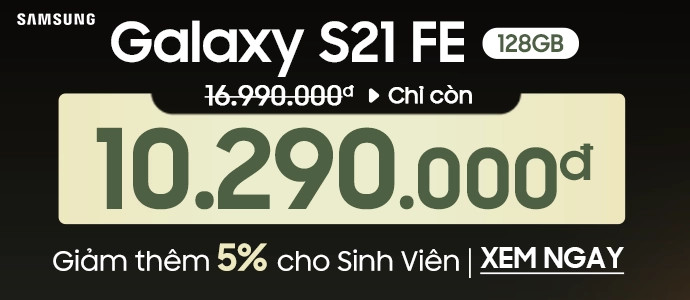 SAMSUNG
Galaxy S21 FE 128GB
16.990.000đ ▶ Chỉ còn
10.290.000đ
Giảm thêm 5% cho Sinh Viên | XEM NGAY